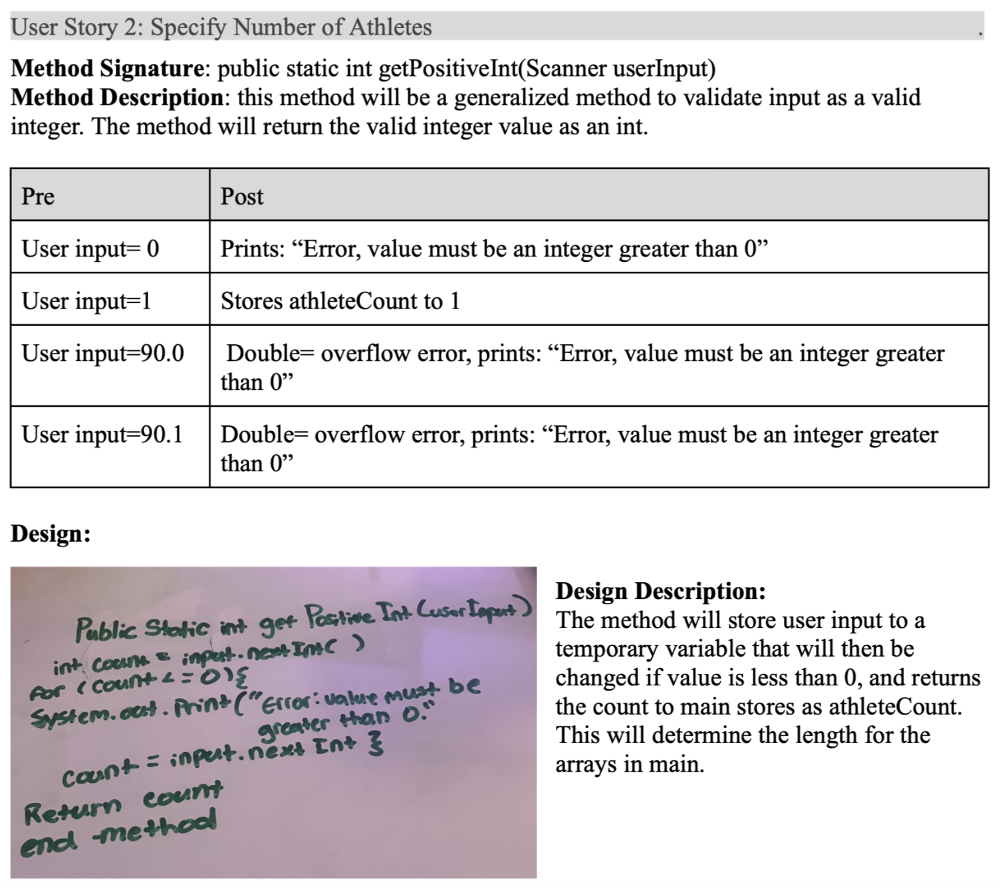 User Story 2: Specify Number of Athletes .
Method Signature: public static int getPositiveInt(Scanner userInput)
Method Description: this method will be a generalized method to validate input as a valid
integer. The method will return the valid integer value as an int.
Pre Post
User input= 0 Prints: “Error, value must be an integer greater than 0”
User input=1 Stores athleteCount to 1
User input=90.0 Double= overflow error, prints: “Error, value must be an integer greater
than 0”
User input=90.1 Double= overflow error, prints: “Error, value must be an integer greater
than 0”
Design:
Public Static int get Positive Int (userInput)
int count = input.nextInt( )
for (count <= 0){
System.out.Print("Error: value must be
greater than 0."
count = input.next Int }
Return count
end method
Design Description:
The method will store user input to a
temporary variable that will then be
changed if value is less than 0, and returns
the count to main stores as athleteCount.
This will determine the length for the
arrays in main.